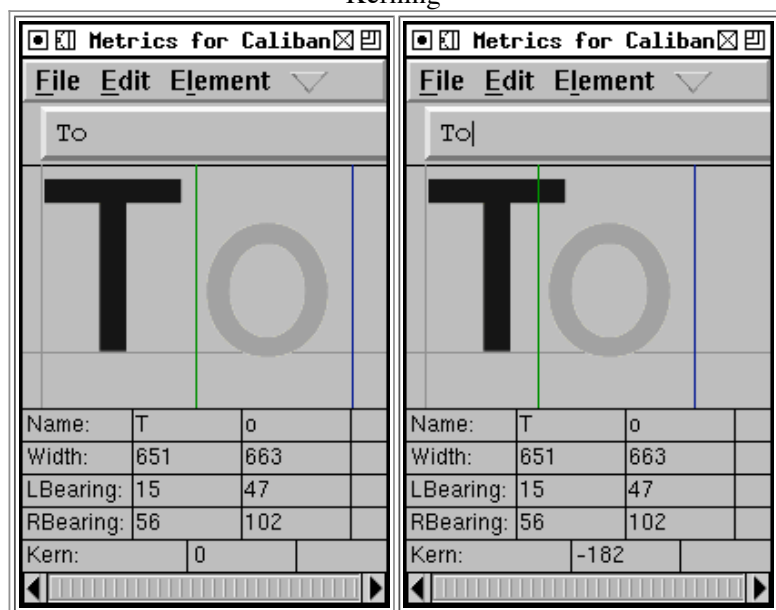 Kerning
Metrics for Caliban
File Edit Element
To
To
Name: T o
Width: 651 663
LBearing: 15 47
RBearing: 56 102
Kern: 0
Metrics for Caliban
File Edit Element
To
To
Name: T o
Width: 651 663
LBearing: 15 47
RBearing: 56 102
Kern: -182